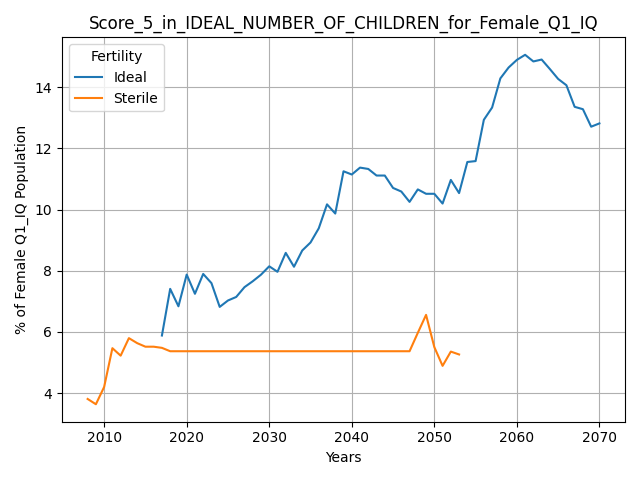 Score_5_in_IDEAL_NUMBER_OF_CHILDREN_for_Female_Q1_IQ
Fertility
Ideal
Sterile
% of Female Q1_IQ Population
14
12
10
8
6
4
2010 2020 2030 2040 2050 2060 2070
Years